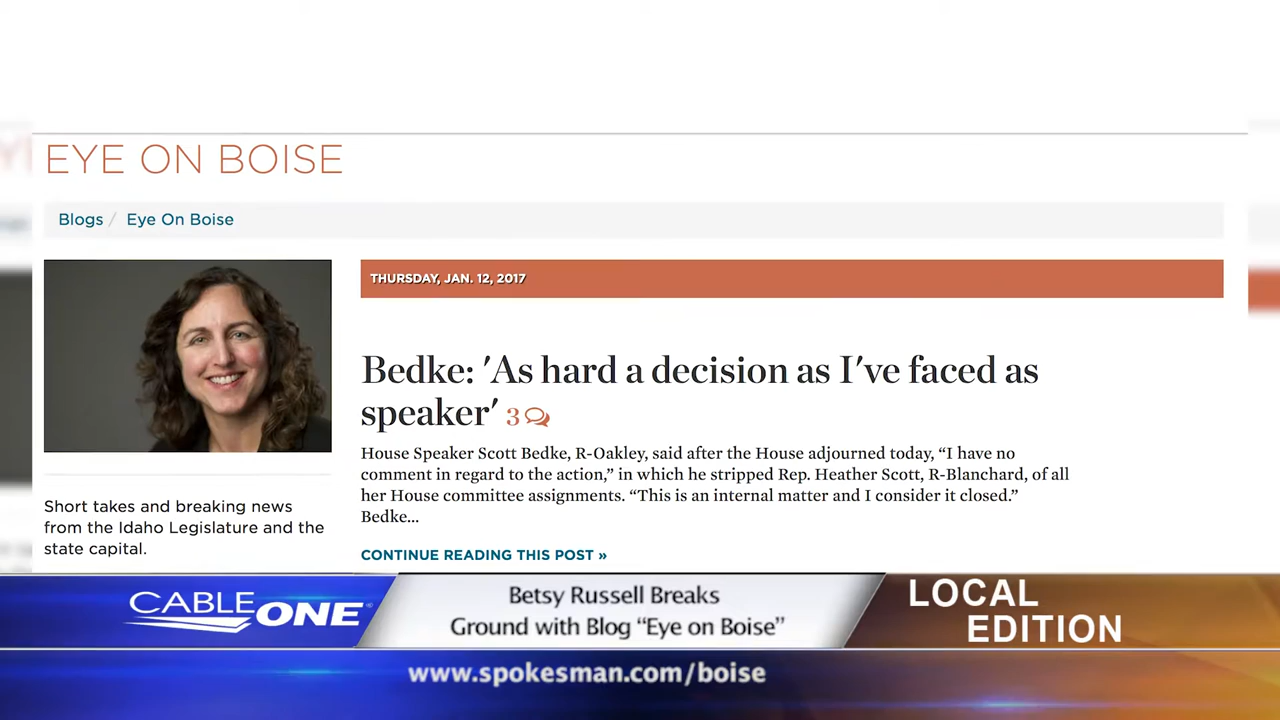 EYE ON BOISE
Blogs / Eye On Boise
THURSDAY, JAN. 12, 2017
Bedke: 'As hard a decision as I've faced as
speaker' 3
House Speaker Scott Bedke, R-Oakley, said after the House adjourned today, “I have no
comment in regard to the action,” in which he stripped Rep. Heather Scott, R-Blanchard, of all
her House committee assignments. “This is an internal matter and I consider it closed.”
Bedke...
CONTINUE READING THIS POST »
Short takes and breaking news
from the Idaho Legislature and the
state capital.
CABLE ONE®
Betsy Russell Breaks
Ground with Blog “Eye on Boise”
LOCAL
EDITION
www.spokesman.com/boise